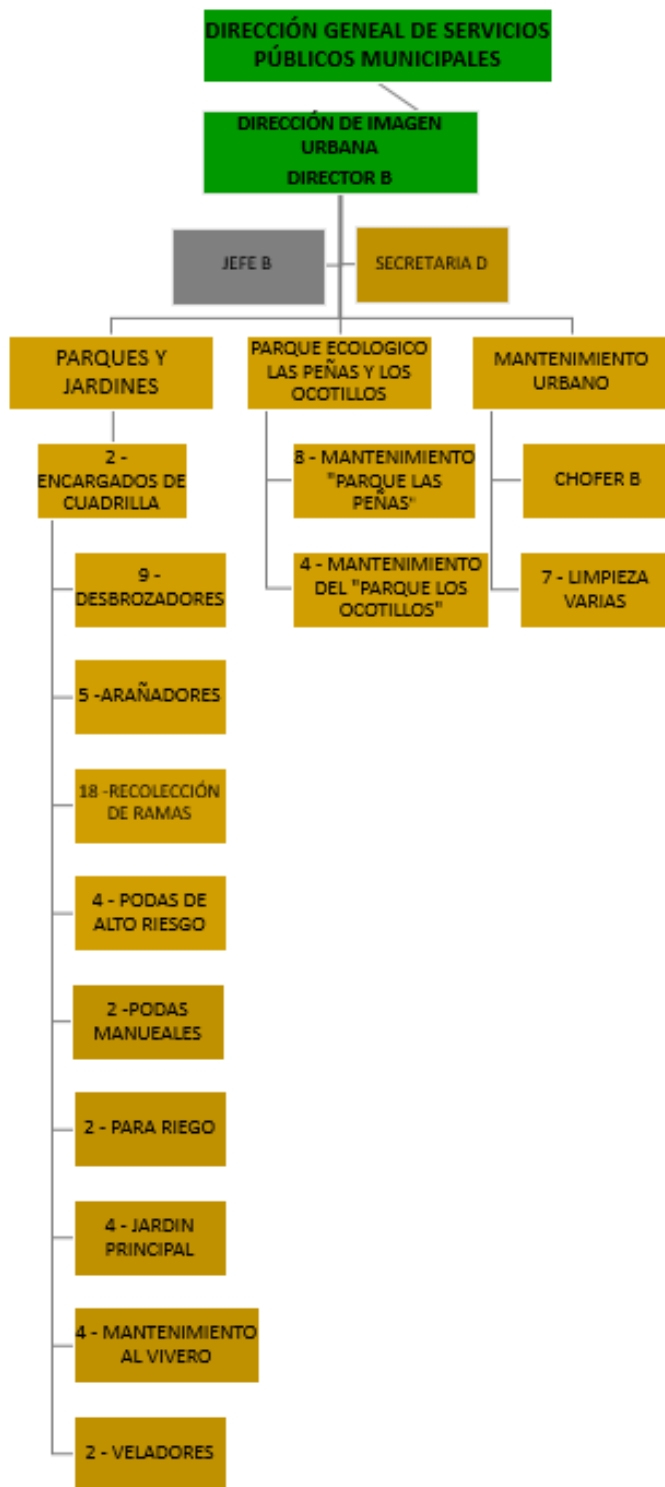 DIRECCIÓN GENEAL DE SERVICIOS
PÚBLICOS MUNICIPALES
DIRECCIÓN DE IMAGEN
URBANA
DIRECTOR B
JEFE B
SECRETARIA D
PARQUES Y
JARDINES
PARQUE ECOLOGICO
LAS PEÑAS Y LOS
OCOTILLOS
MANTENIMIENTO
URBANO
2 -
ENCARGADOS DE
CUADRILLA
8 - MANTENIMIENTO
"PARQUE LAS
PEÑAS"
CHOFER B
9 -
DESBROZADORES
4 - MANTENIMIENTO
DEL "PARQUE LOS
OCOTILLOS"
7 - LIMPIEZA
VARIAS
5 -ARAÑADORES
18 -RECOLECCIÓN
DE RAMAS
4 - PODAS DE
ALTO RIESGO
2 -PODAS
MANUEALES
2 - PARA RIEGO
4 - JARDIN
PRINCIPAL
4 - MANTENIMIENTO
AL VIVERO
2 - VELADORES